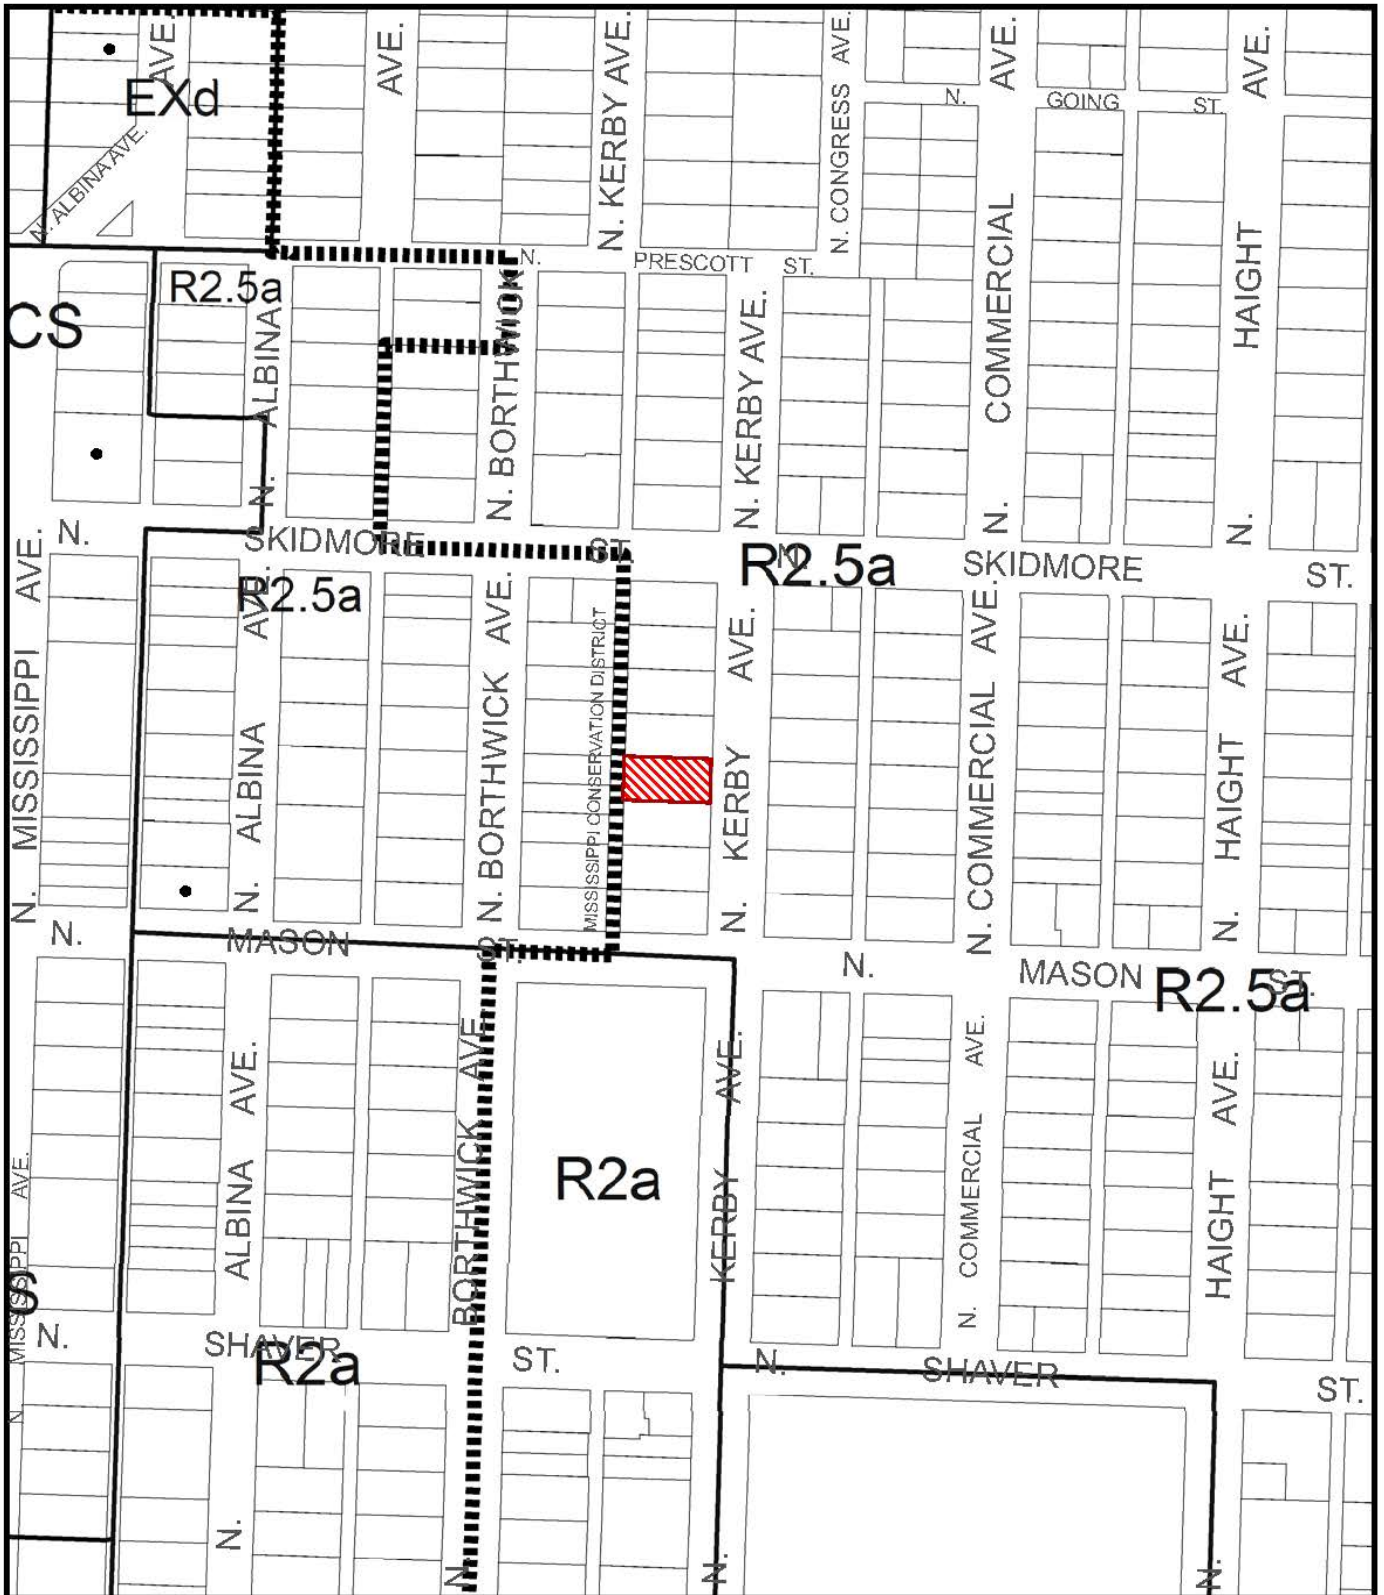 AVE.
AVE.
N. KERBY AVE.
N. CONGRESS AVE.
AVE.
AVE.
EXd
N. GOING ST.
N. ALBINA AVE.
COMMERCIAL
N.
HAIGHT
N.
N. PRESCOTT ST.
R2.5a
CS
ALBINA
N.
N. BORTHWICK
N. KERBY AVE.
N. SKIDMORE ST.
R2.5a
N. SKIDMORE ST.
R2.5a
N. MISSISSIPPI AVE.
N. ALBINA AVE.
N. BORTHWICK AVE.
MISSISSIPPI CONSERVATION DISTRICT
N. KERBY AVE.
N. COMMERCIAL AVE.
N. HAIGHT AVE.
N. MASON ST.
N. MASON ST.
R2.5a
MISSISSIPPI AVE.
N
ALBINA AVE.
N.
BORTHWICK AVE.
N.
R2a
KERBY AVE.
N.
N. COMMERCIAL AVE.
HAIGHT AVE.
N.
S
N. SHAVER ST.
R2a
N. SHAVER ST.